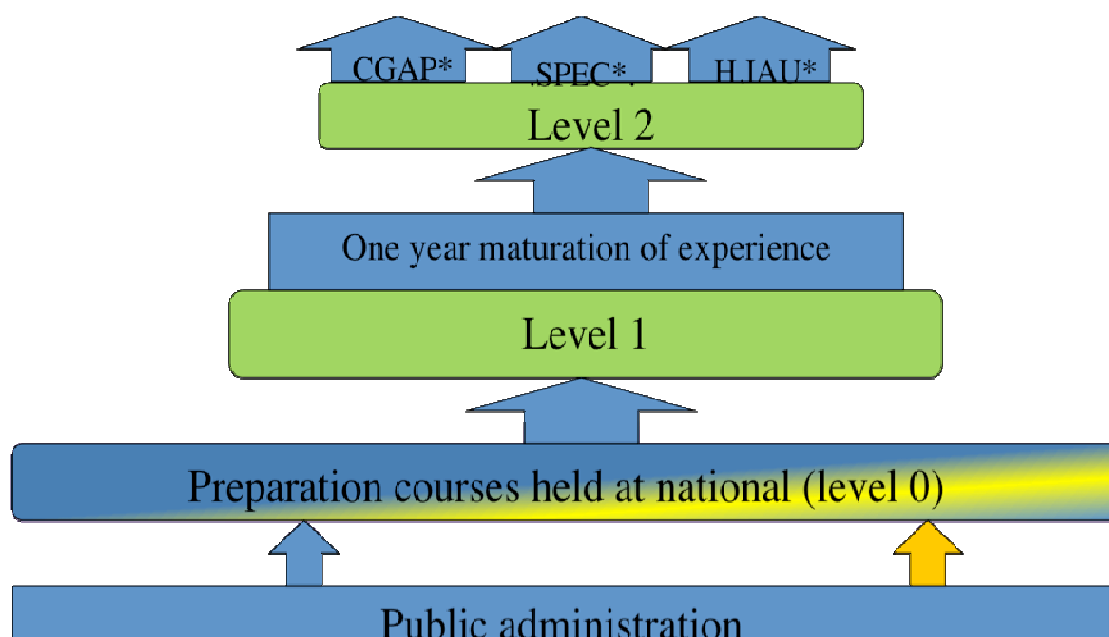 CGAP* SPEC* HJAU*
Level 2
One year maturation of experience
Level 1
Preparation courses held at national (level 0)
Public administration